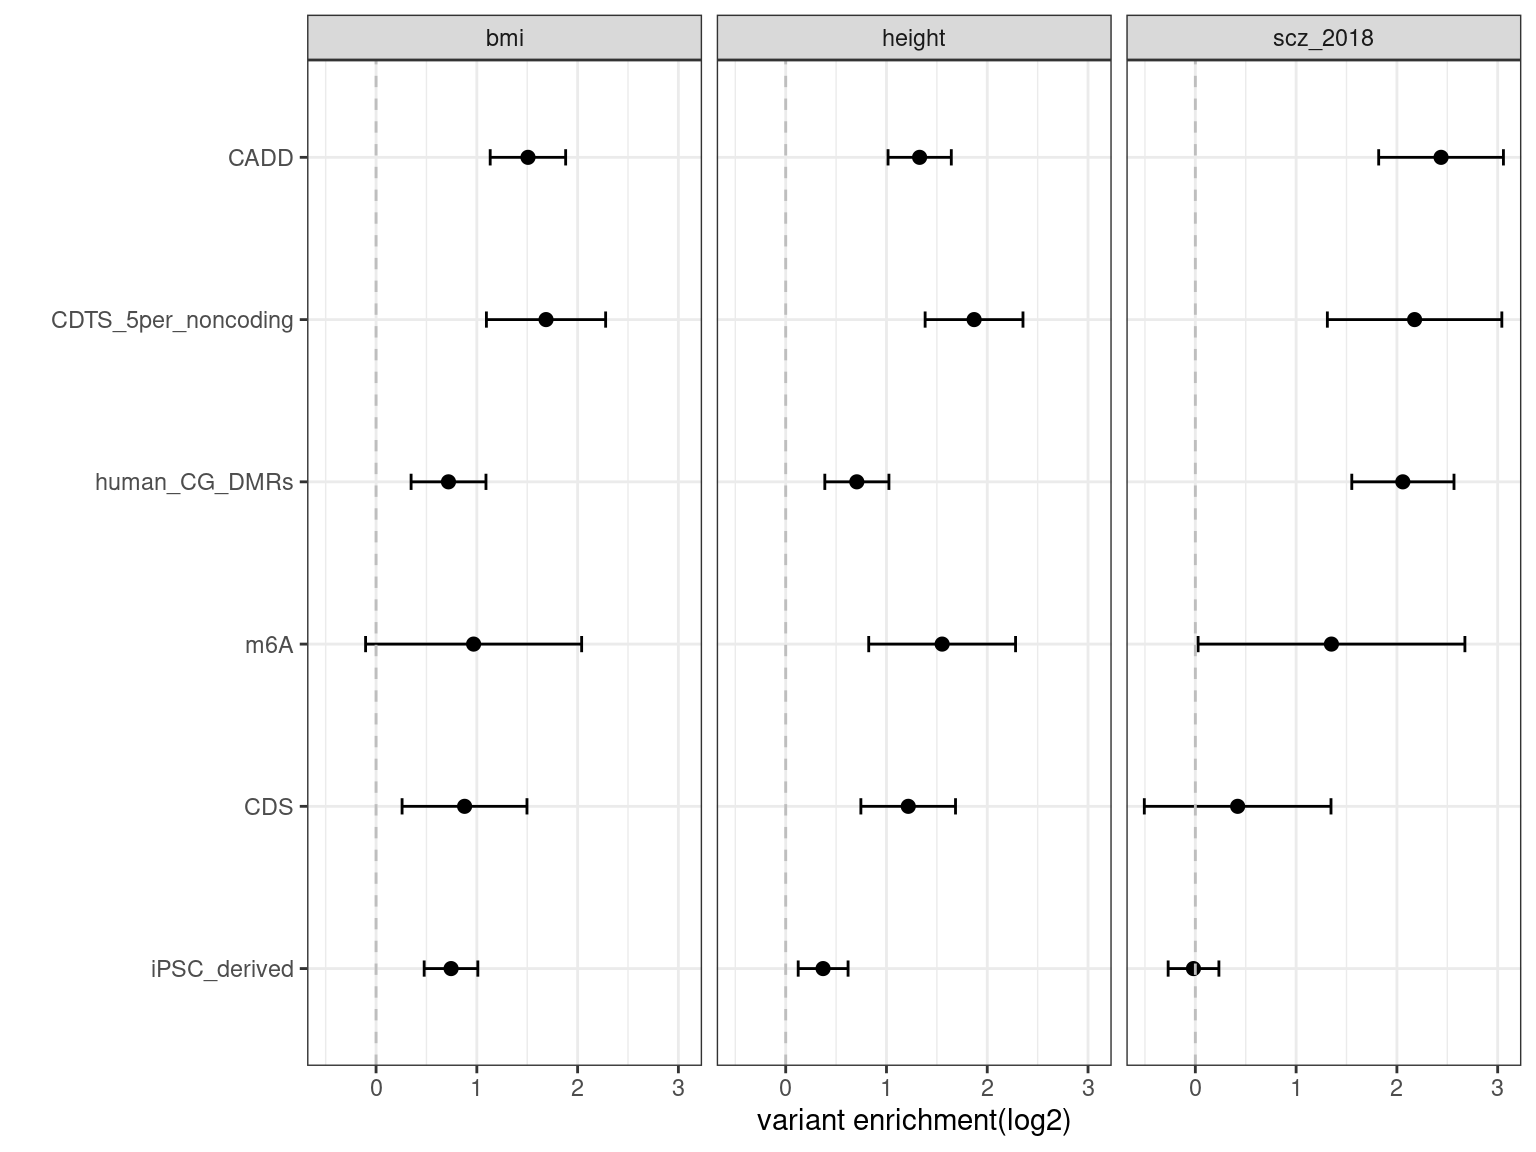 bmi height scz_2018
CADD
CDTS_5per_noncoding
human_CG_DMRs
m6A
CDS
iPSC_derived
0 1 2 3 0 1 2 3 0 1 2 3
variant enrichment(log2)